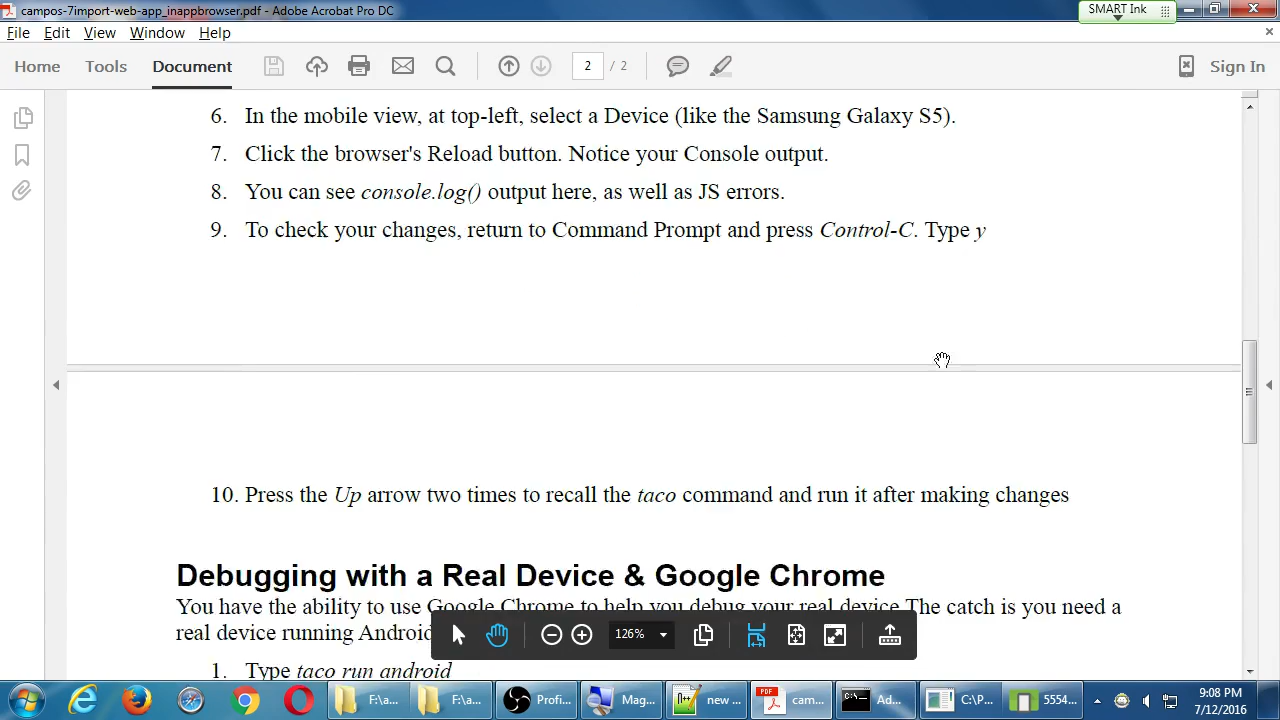 campos-7import-web-app_inappbrowser.pdf - Adobe Acrobat Pro DC
SMART Ink
File Edit View Window Help
Home Tools Document 2 / 2 Sign In
6. In the mobile view, at top-left, select a Device (like the Samsung Galaxy S5).
7. Click the browser's Reload button. Notice your Console output.
8. You can see console.log() output here, as well as JS errors.
9. To check your changes, return to Command Prompt and press Control-C. Type y
10. Press the Up arrow two times to recall the taco command and run it after making changes
Debugging with a Real Device & Google Chrome
You have the ability to use Google Chrome to help you debug your real device.The catch is you need a
real device running Android
126%
1. Type taco run android
F:\a... F:\a... Profi... Mag... new ... cam... Ad... C:\P... 5554...
9:08 PM
7/12/2016